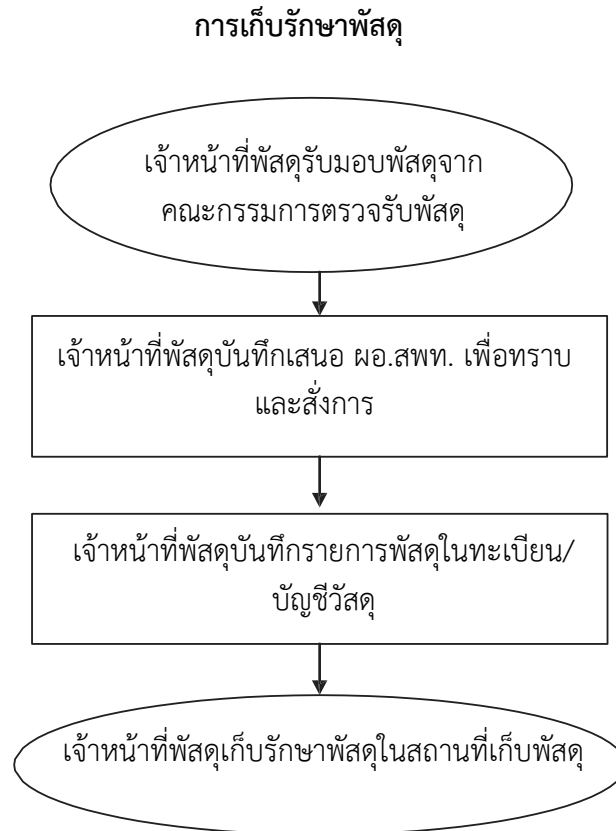 การเก็บรักษาพัสดุ
เจ้าหน้าที่พัสดุรับมอบพัสดุจาก
คณะกรรมการตรวจรับพัสดุ
เจ้าหน้าที่พัสดุบันทึกเสนอ ผอ.สพท. เพื่อทราบ
และสั่งการ
เจ้าหน้าที่พัสดุบันทึกรายการพัสดุในทะเบียน/
บัญชีวัสดุ
เจ้าหน้าที่พัสดุเก็บรักษาพัสดุในสถานที่เก็บพัสดุ